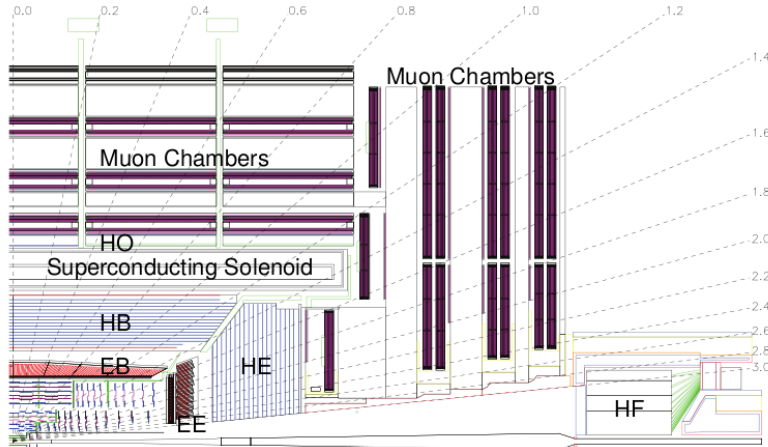 0.0 0.2 0.4 0.6 0.8 1.0 1.2
1.4
Muon Chambers
1.6
Muon Chambers
1.8
HO
2.0
Superconducting Solenoid
2.2
2.4
HB
2.6
EB
HE
2.8
3.0
HF
EE